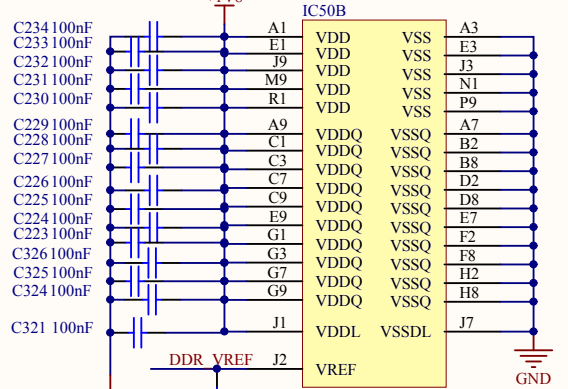 IC50B
C234 100nF A1 VDD VSS A3
C233 100nF E1 VDD VSS E3
C232 100nF J9 VDD VSS J3
C231 100nF M9 VDD VSS N1
C230 100nF R1 VDD VSS P9
C229 100nF A9 VDDQ VSSQ A7
C228 100nF C1 VDDQ VSSQ B2
C227 100nF C3 VDDQ VSSQ B8
C226 100nF C7 VDDQ VSSQ D2
C225 100nF C9 VDDQ VSSQ D8
C224 100nF E9 VDDQ VSSQ E7
C223 100nF G1 VDDQ VSSQ F2
C326 100nF G3 VDDQ VSSQ F8
C325 100nF G7 VDDQ VSSQ H2
C324 100nF G9 VDDQ VSSQ H8
C321 100nF J1 VDDL VSSDL J7
DDR_VREF J2 VREF
GND